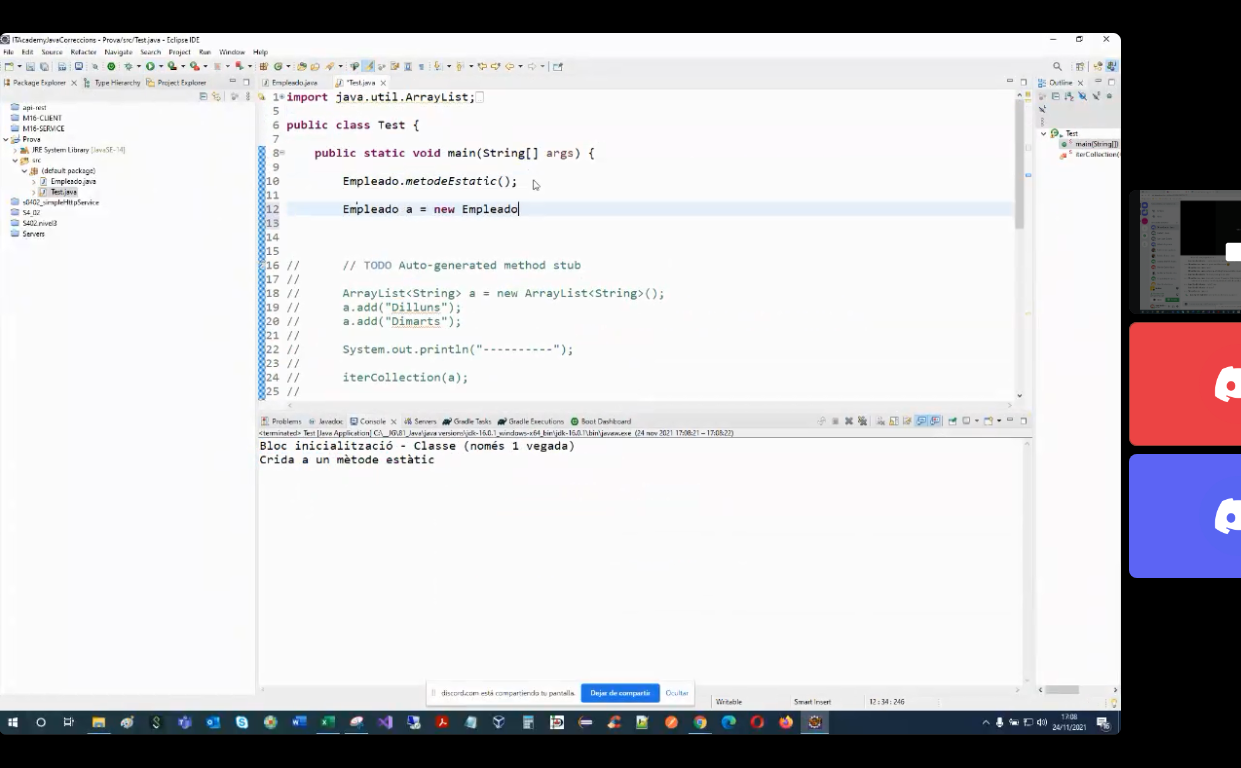 ITAcademyJavaCorreccions - Prova/src/Test.java - Eclipse IDE
File Edit Source Refactor Navigate Search Project Run Window Help
Package Explorer Type Hierarchy Project Explorer
api-rest
M16-CLIENT
M16-SERVICE
Prova
JRE System Library [JavaSE-14]
src
(default package)
Empleado.java
Test.java
s0402_simpleHttpService
S4_02
S402.nivel3
Servers
Empleado.java *Test.java
1 import java.util.ArrayList;
5
6 public class Test {
7
8 public static void main(String[] args) {
9
10 Empleado.metodeEstatic();
11
12 Empleado a = new Empleado
13
14
15
16 // // TODO Auto-generated method stub
17 //
18 // ArrayList<String> a = new ArrayList<String>();
19 // a.add("Dilluns");
20 // a.add("Dimarts");
21 //
22 // System.out.println("----------");
23 //
24 // iterCollection(a);
25 //
Outline
Test
main(String[])
iterCollection(
Problems Javadoc Console Servers Gradle Tasks Gradle Executions Boot Dashboard
<terminated> Test [Java Application] C:\__JG\81_Java\java versions\jdk-16.0.1_windows-x64_bin\jdk-16.0.1\bin\javaw.exe (24 nov 2021 17:08:21 – 17:08:22)
Bloc inicialització - Classe (només 1 vegada)
Crida a un mètode estàtic
discord.com está compartiendo tu pantalla. Dejar de compartir Ocultar
Writable Smart Insert 12:34:246
17:08
24/11/2021